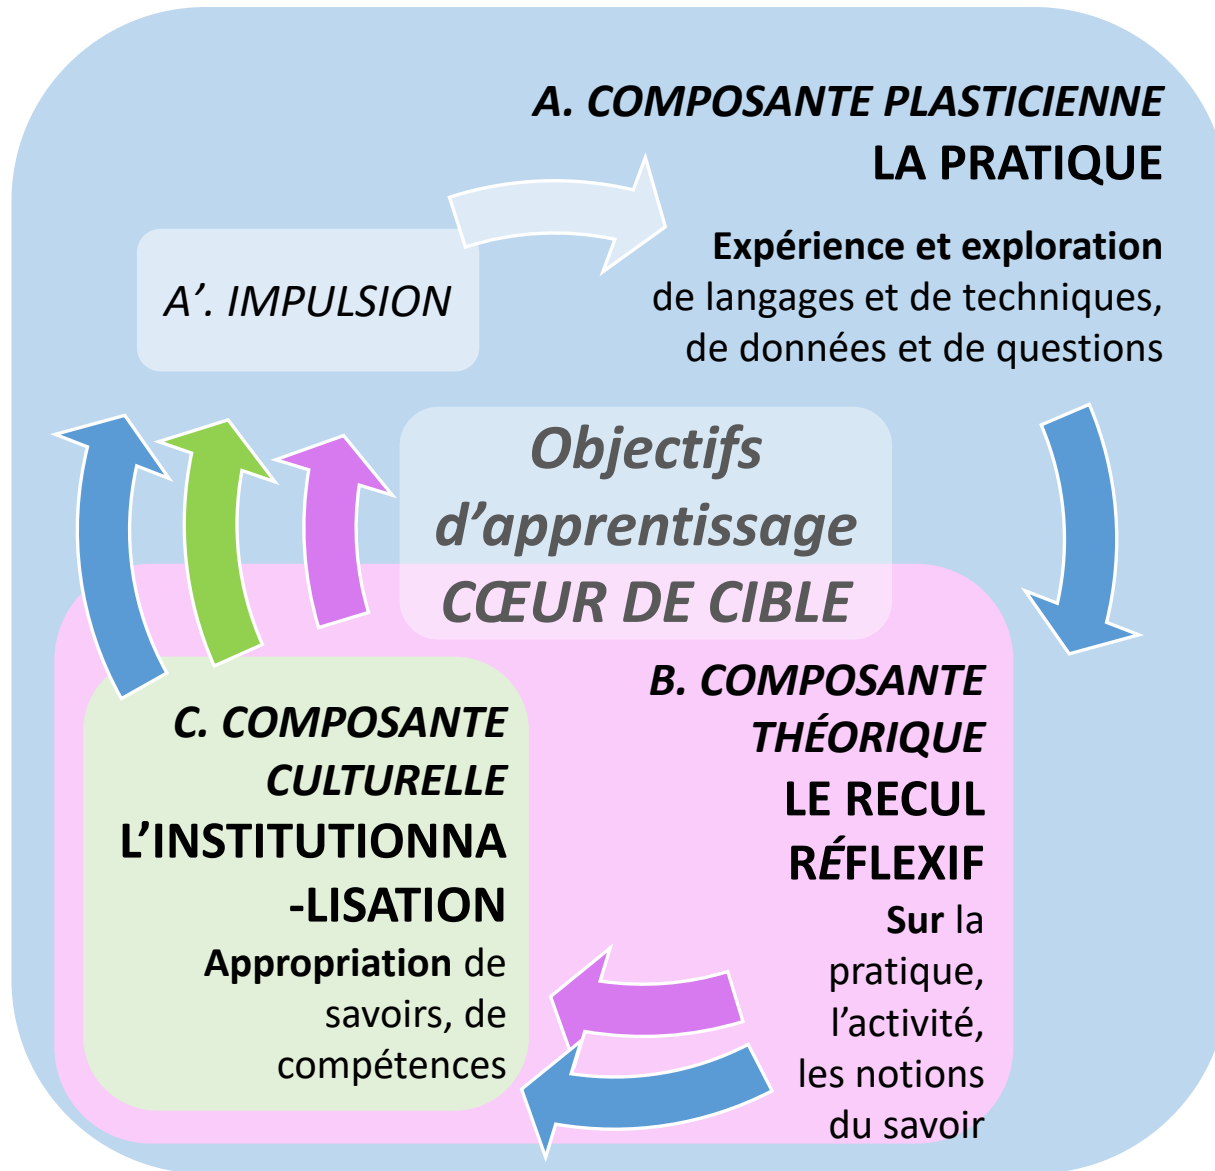 A. COMPOSANTE PLASTICIENNE
LA PRATIQUE
Expérience et exploration
de langages et de techniques,
de données et de questions
A’. IMPULSION
Objectifs
d’apprentissage
CŒUR DE CIBLE
B. COMPOSANTE
THÉORIQUE
LE RECUL
RÉFLEXIF
Sur la
pratique,
l’activité,
les notions
du savoir
C. COMPOSANTE
CULTURELLE
L’INSTITUTIONNA
-LISATION
Appropriation de
savoirs, de
compétences